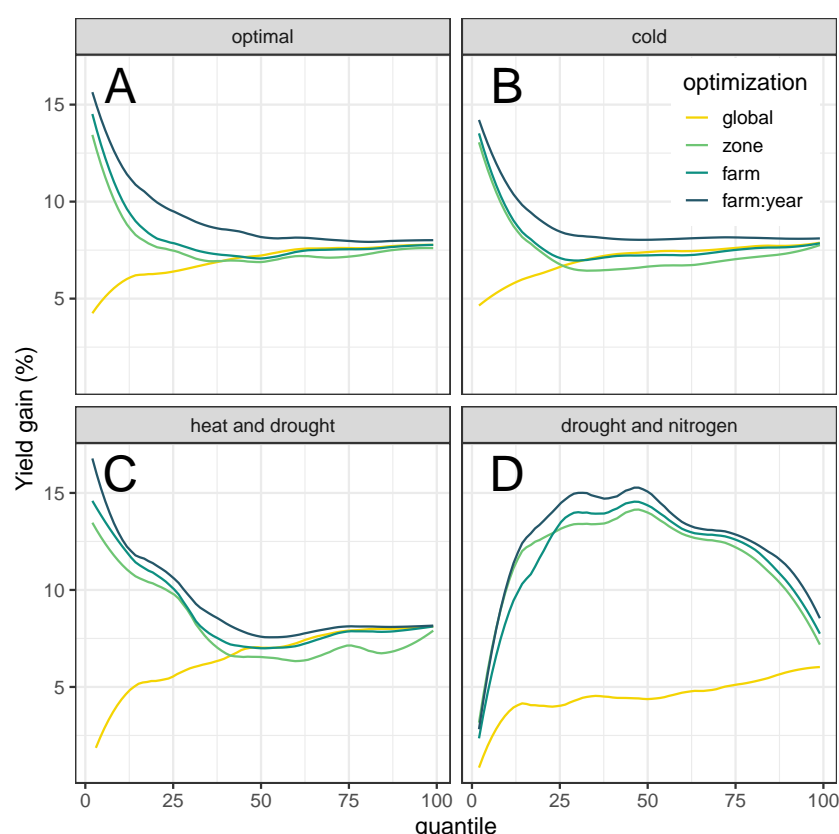 optimal
cold
A
B
optimization
global
zone
farm
farm:year
15
10
5
Yield gain (%)
heat and drought
drought and nitrogen
C
D
15
10
5
0 25 50 75 100 0 25 50 75 100
quantile